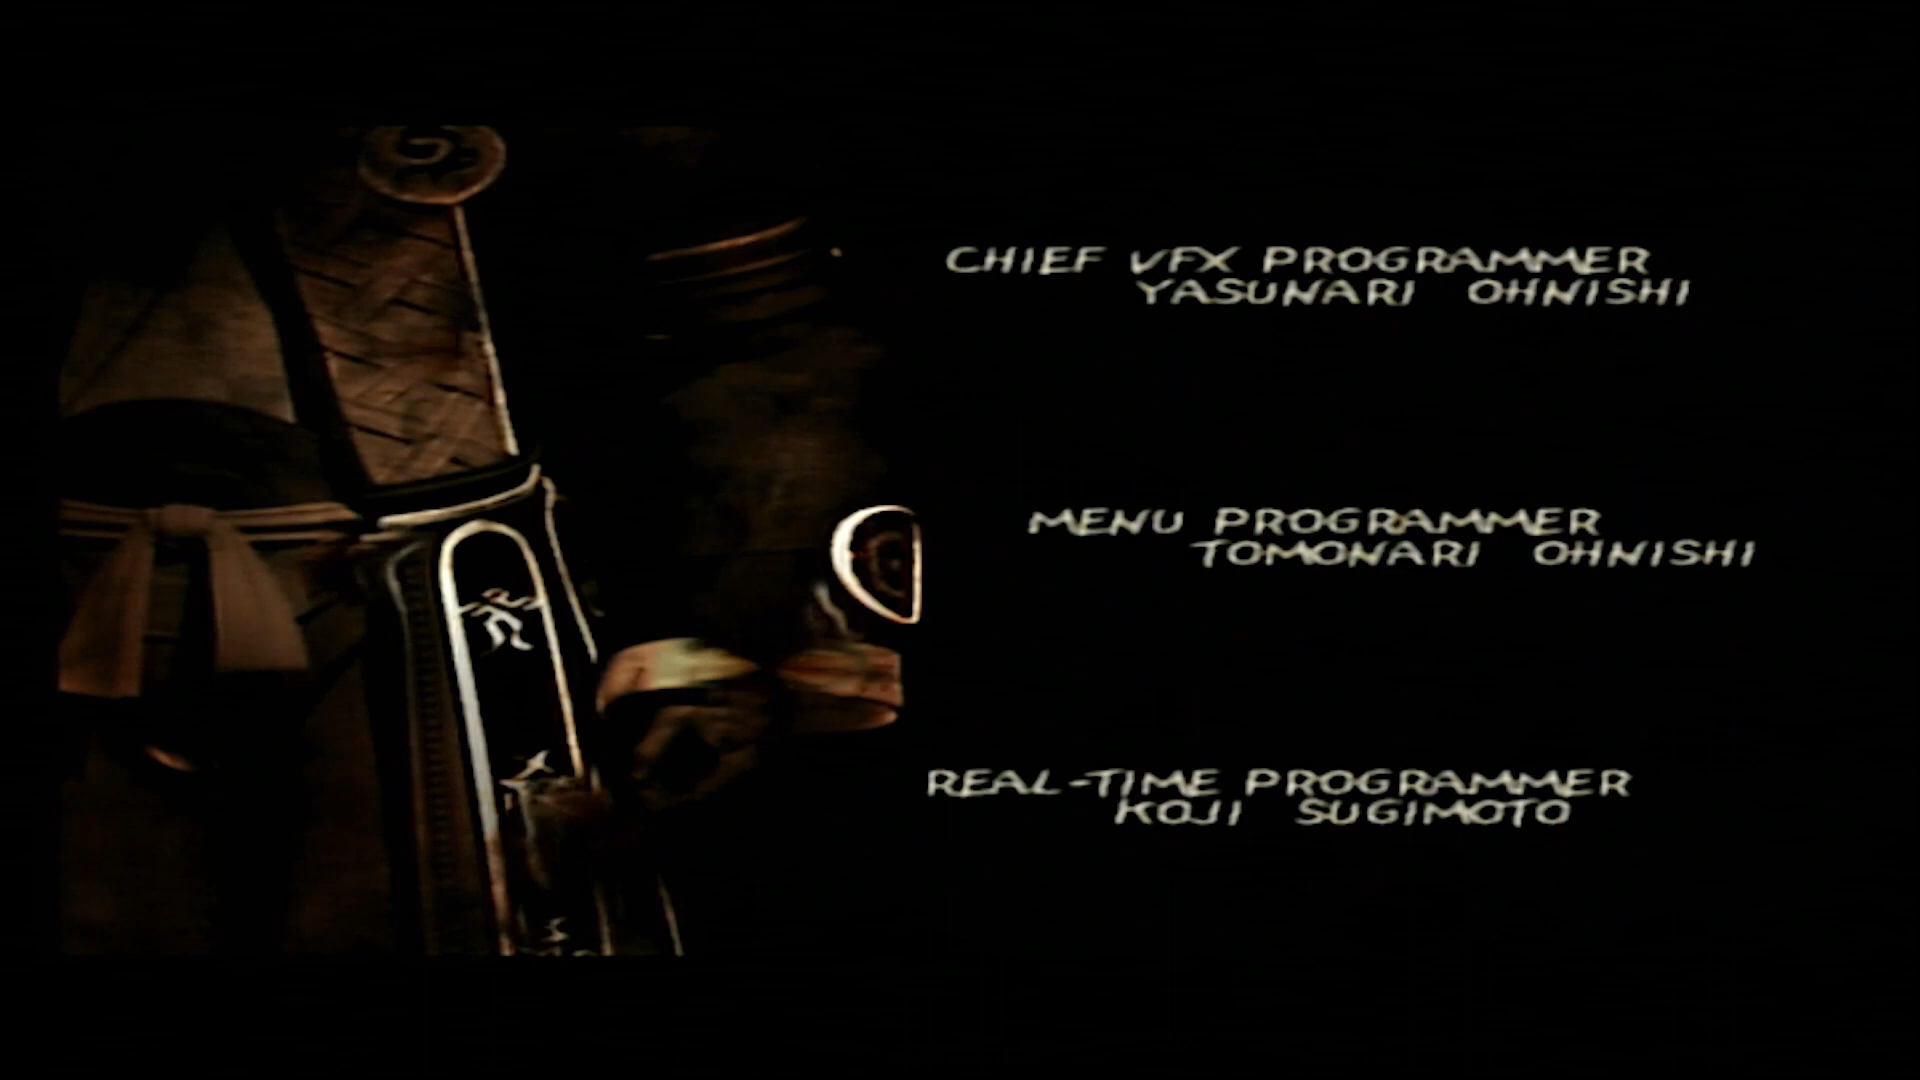 CHIEF VFX PROGRAMMER
YASUNARI OHNISHI
MENU PROGRAMMER
TOMONARI OHNISHI
REAL-TIME PROGRAMMER
KOJI SUGIMOTO